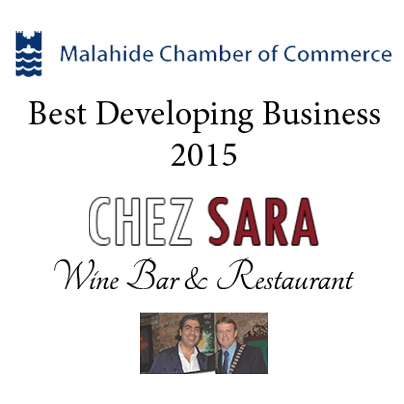 Malahide Chamber of Commerce
Best Developing Business
2015
CHEZ SARA
Wine Bar & Restaurant